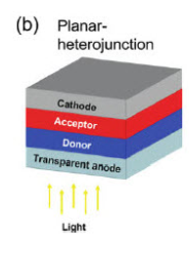 (b) Planar-
heterojunction
Cathode
Acceptor
Donor
Transparent anode
Light